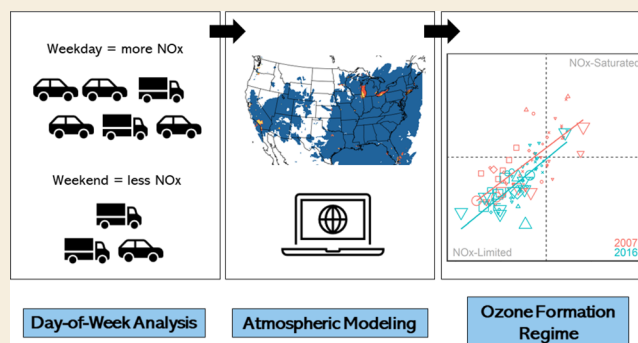 Weekday = more NOx
Weekend = less NOx
NOx-Saturated
NOx-Limited
2007
2016
Day-of-Week Analysis
Atmospheric Modeling
Ozone Formation
Regime